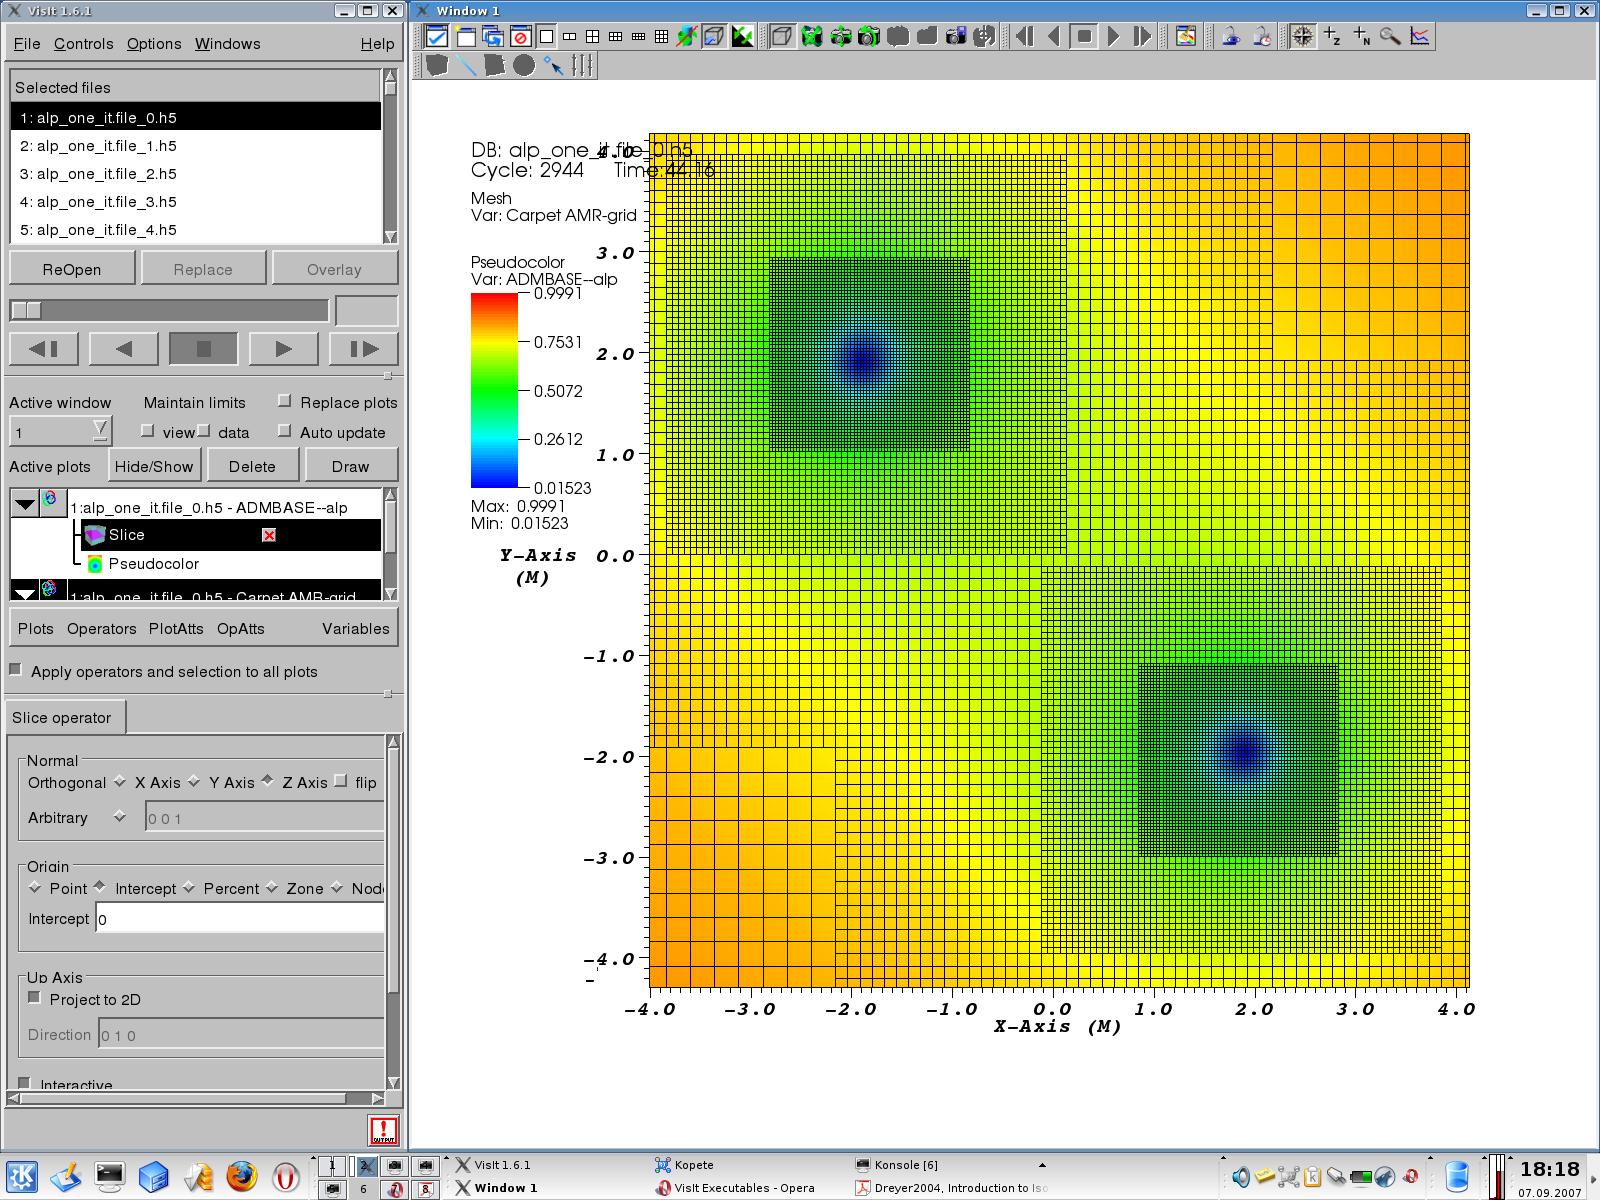 VisIt 1.6.1
File Controls Options Windows Help
Selected files
1: alp_one_it.file_0.h5
2: alp_one_it.file_1.h5
3: alp_one_it.file_2.h5
4: alp_one_it.file_3.h5
5: alp_one_it.file_4.h5
ReOpen Replace Overlay
Active window Maintain limits Replace plots
1 view data Auto update
Active plots Hide/Show Delete Draw
1:alp_one_it.file_0.h5 - ADMBASE--alp
Slice
Pseudocolor
1:alp_one_it.file_0.h5 - Carpet AMR-grid
Plots Operators PlotAtts OpAtts Variables
Apply operators and selection to all plots
Slice operator
Normal
Orthogonal X Axis Y Axis Z Axis flip
Arbitrary 0 0 1
Origin
Point Intercept Percent Zone Node
Intercept 0
Up Axis
Project to 2D
Direction 0 1 0
Interactive
OUTPUT
Window 1
DB: alp_one_it.file_0.h5
Cycle: 2944 Time:44.16
Mesh
Var: Carpet AMR-grid
Pseudocolor
Var: ADMBASE--alp
0.9991
0.7531
0.5072
0.2612
0.01523
Max: 0.9991
Min: 0.01523
Y-Axis
(M)
4.0
3.0
2.0
1.0
0.0
-1.0
-2.0
-3.0
-4.0
-4.0 -3.0 -2.0 -1.0 0.0 1.0 2.0 3.0 4.0
X-Axis (M)
1 2 VisIt 1.6.1 Kopete Konsole [6]
6 Window 1 VisIt Executables - Opera Dreyer2004, Introduction to Iso
18:18
07.09.2007